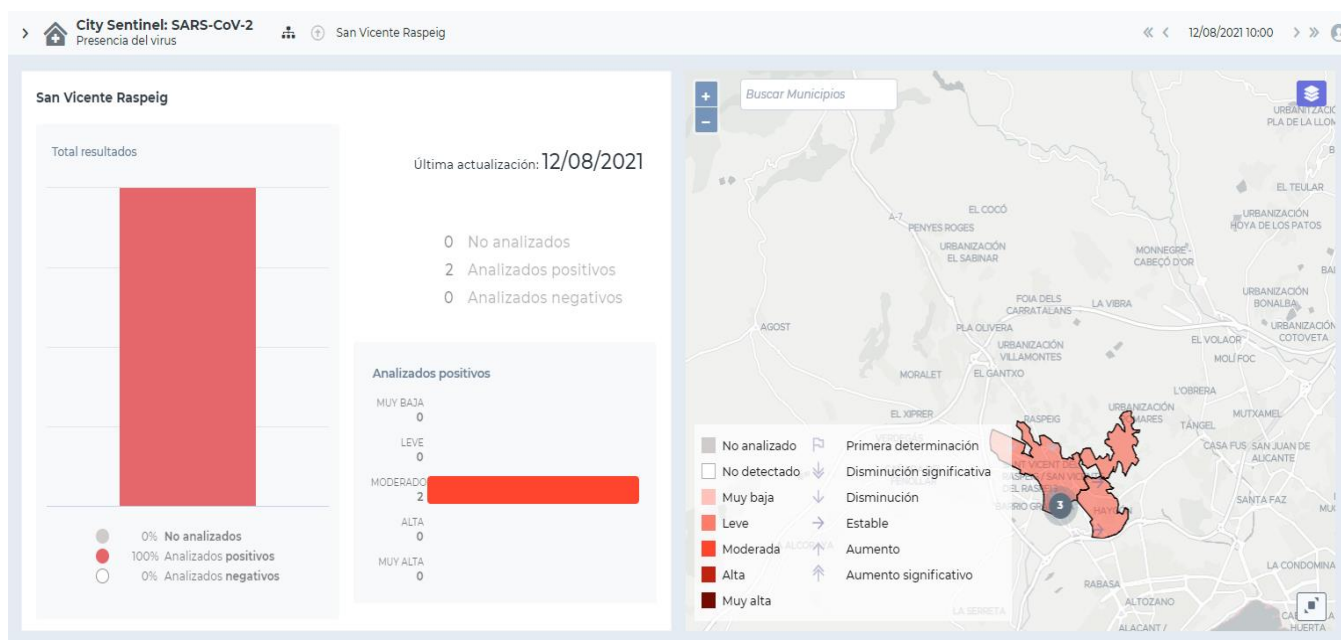 City Sentinel: SARS-CoV-2
Presencia del virus
San Vicente Raspeig
12/08/2021 10:00
San Vicente Raspeig
Total resultados
0% No analizados
100% Analizados positivos
0% Analizados negativos
Última actualización: 12/08/2021
0 No analizados
2 Analizados positivos
0 Analizados negativos
Analizados positivos
MUY BAJA
0
LEVE
0
MODERADO
2
ALTA
0
MUY ALTA
0
+
−
Buscar Municipios
PLA DE LA LLOM
EL TEULAR
URBANIZACIÓN
HOYA DE LOS PATOS
A-7
EL COCÓ
PENYES ROGES
URBANIZACIÓN
EL SABINAR
MONNEGRE-
CABEÇÓ D'OR
BA
URBANIZACIÓN
BONALBA
FOIA DELS
CARRATALANS
LA VIBRA
AGOST
PLA OLIVERA
URBANIZACIÓN
COTOVETA
URBANIZACIÓN
VILLAMONTES
EL VOLAOR
MOLÍ FOC
MORALET
EL GANTXO
L'OBRERA
EL XIPRER
RASPEIG
URBANIZACIÓN
MUTXAMEL
TÁNGEL
CASA FUS
SAN JUAN DE
ALICANTE
SANTA FAZ
3
LA CONDOMINA
RABASA
ALTOZANO
ALACANT /
HUERTA
No analizado
No detectado
Muy baja
Leve
Moderada
Alta
Muy alta
Primera determinación
Disminución significativa
Disminución
Estable
Aumento
Aumento significativo
LA SERRETA